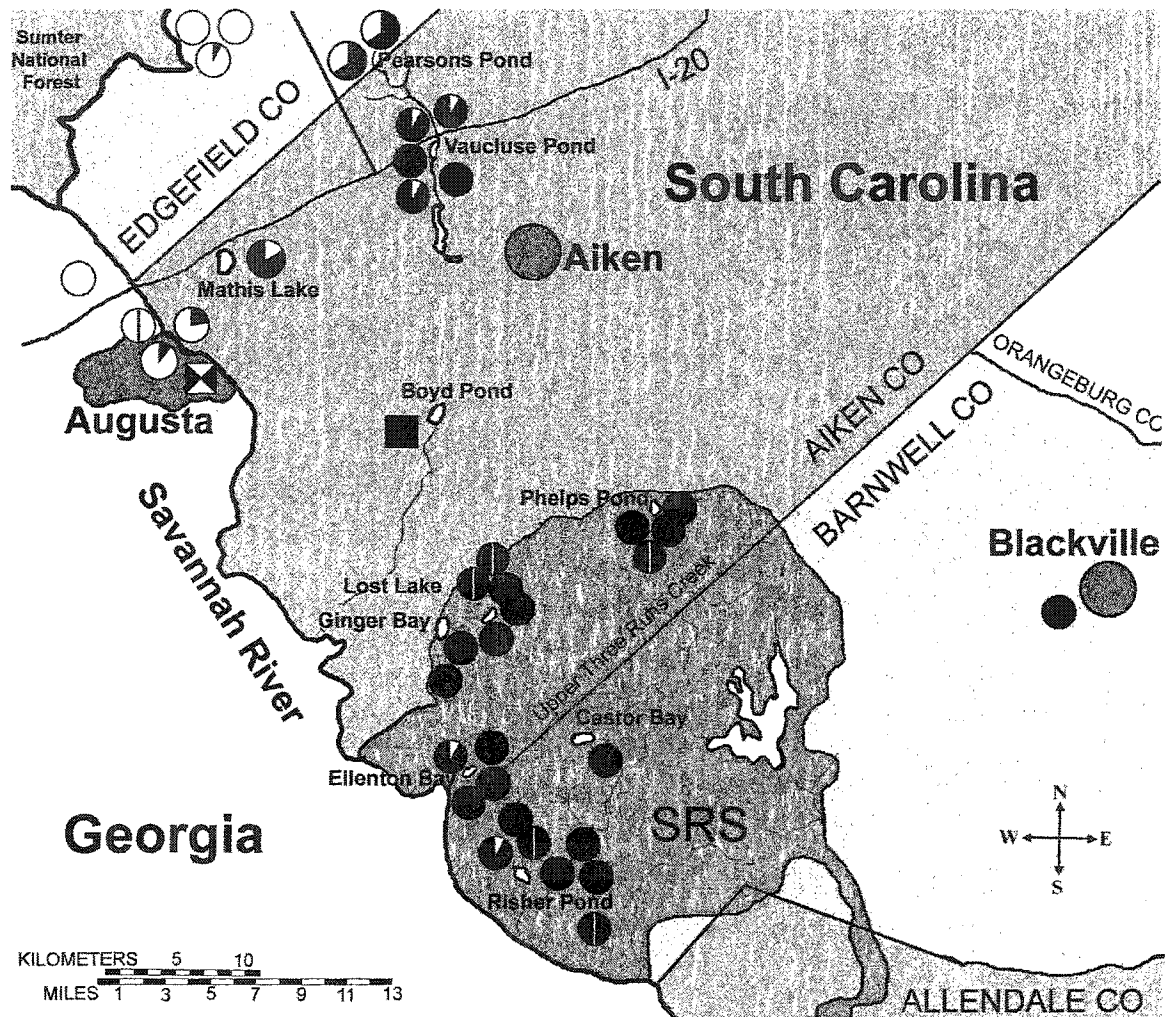 Sumter
National
Forest
Pearsons Pond
I-20
EDGEFIELD CO
Vaucluse Pond
South Carolina
Aiken
Mathis Lake
Augusta
Boyd Pond
AIKEN CO
ORANGEBURG CO
BARNWELL CO
Savannah River
Phelps Pond
Blackville
Lost Lake
Ginger Bay
Upper Three Runs Creek
Castor Bay
Ellenton Bay
Georgia
SRS
N
W E
S
Risher Pond
KILOMETERS 5 10
MILES 1 3 5 7 9 11 13
ALLENDALE CO